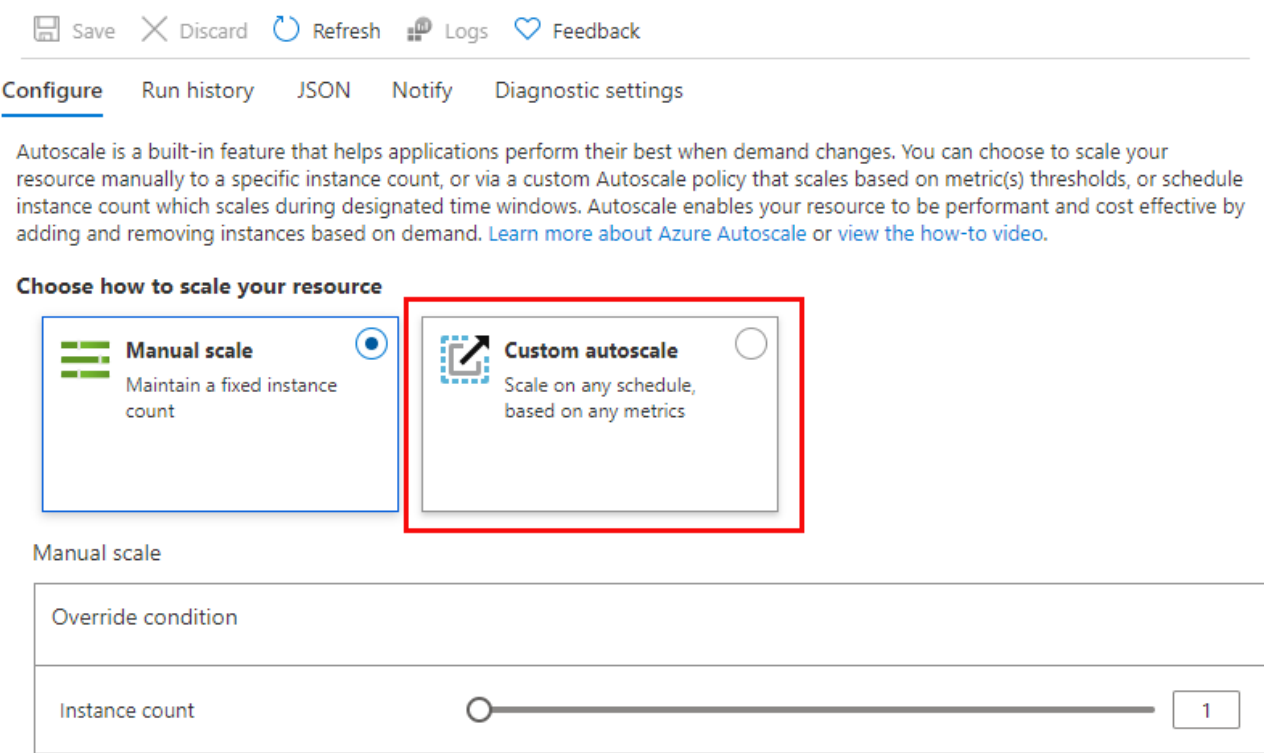 Save Discard Refresh Logs Feedback
Configure Run history JSON Notify Diagnostic settings
Autoscale is a built-in feature that helps applications perform their best when demand changes. You can choose to scale your
resource manually to a specific instance count, or via a custom Autoscale policy that scales based on metric(s) thresholds, or schedule
instance count which scales during designated time windows. Autoscale enables your resource to be performant and cost effective by
adding and removing instances based on demand. Learn more about Azure Autoscale or view the how-to video.
Choose how to scale your resource
Manual scale
Maintain a fixed instance
count
Custom autoscale
Scale on any schedule,
based on any metrics
Manual scale
Override condition
Instance count 1